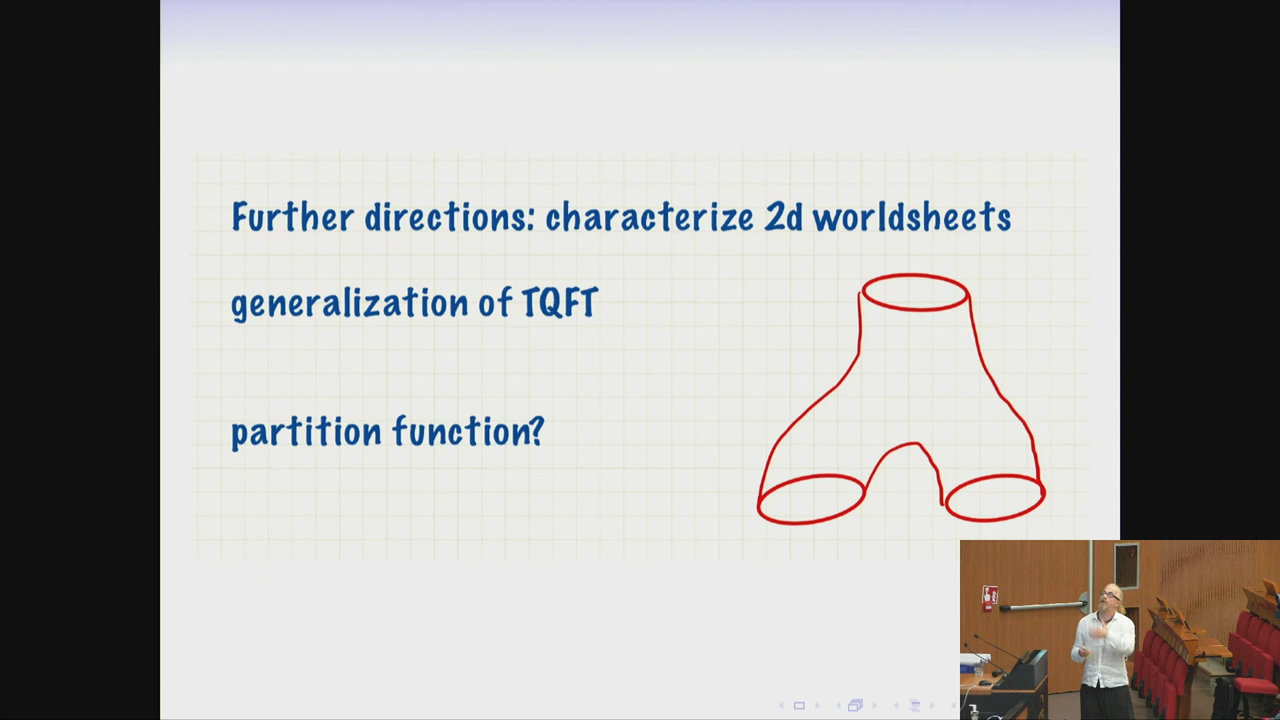 Further directions: characterize 2d worldsheets
generalization of TQFT
partition function?